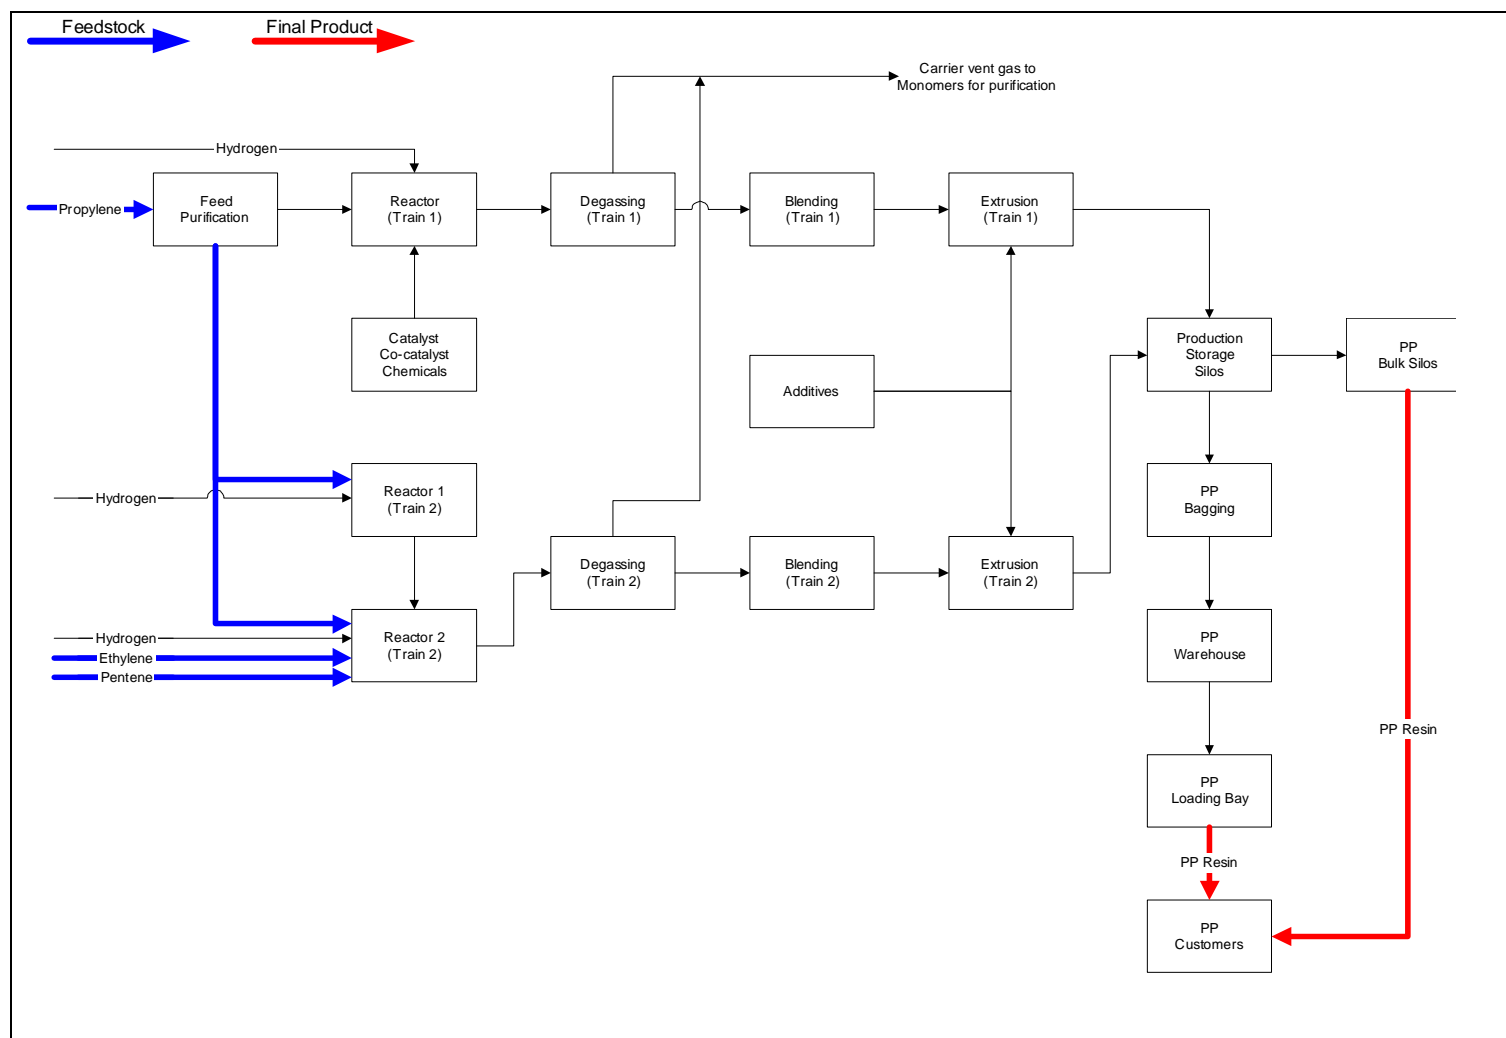 Feedstock
Final Product
Carrier vent gas to
Monomers for purification
Hydrogen
Propylene
Feed
Purification
Reactor
(Train 1)
Degassing
(Train 1)
Blending
(Train 1)
Extrusion
(Train 1)
Catalyst
Co-catalyst
Chemicals
Additives
Production
Storage
Silos
PP
Bulk Silos
Hydrogen
Reactor 1
(Train 2)
PP
Bagging
Degassing
(Train 2)
Blending
(Train 2)
Extrusion
(Train 2)
Hydrogen
Ethylene
Pentene
Reactor 2
(Train 2)
PP
Warehouse
PP Resin
PP
Loading Bay
PP Resin
PP
Customers